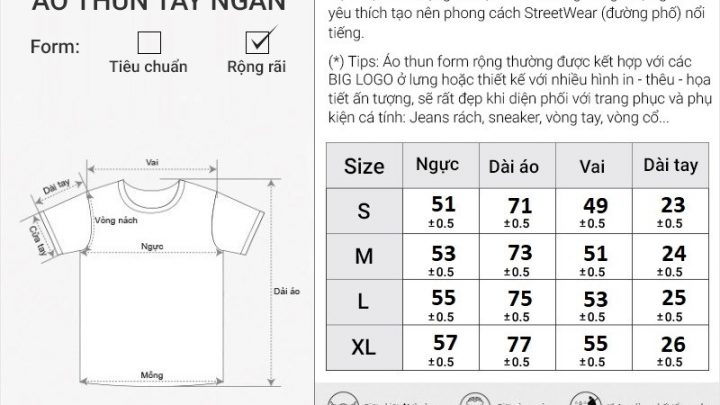 ÁO THUN TAY NGẮN
Form:
Tiêu chuẩn
Rộng rãi
Vai
Dài tay
Vòng nách
Cửa tay
Ngực
Dài áo
Mông
yêu thích tạo nên phong cách StreetWear (đường phố) nổi
tiếng.
(*) Tips: Áo thun form rộng thường được kết hợp với các
BIG LOGO ở lưng hoặc thiết kế với nhiều hình in - thêu - họa
tiết ấn tượng, sẽ rất đẹp khi diện phối với trang phục và phụ
kiện cá tính: Jeans rách, sneaker, vòng tay, vòng cổ...
Size Ngực Dài áo Vai Dài tay
S 51 71 49 23
±0.5 ±0.5 ±0.5 ±0.5
M 53 73 51 24
±0.5 ±0.5 ±0.5 ±0.5
L 55 75 53 25
±0.5 ±0.5 ±0.5 ±0.5
XL 57 77 55 26
±0.5 ±0.5 ±0.5 ±0.5